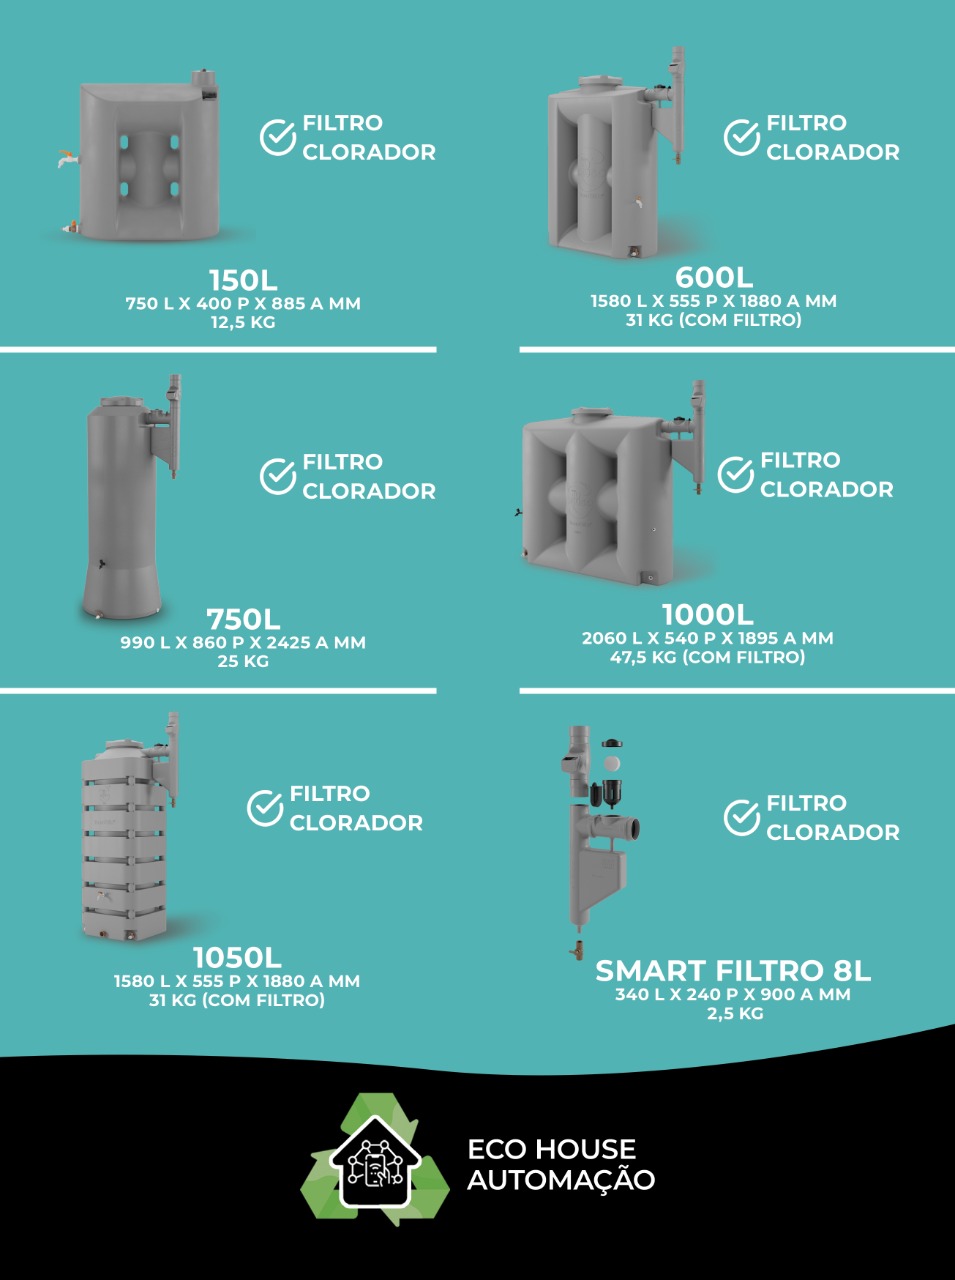 FILTRO
CLORADOR
150L
750 L X 400 P X 885 A MM
12,5 KG
FILTRO
CLORADOR
600L
1580 L X 555 P X 1880 A MM
31 KG (COM FILTRO)
FILTRO
CLORADOR
750L
990 L X 860 P X 2425 A MM
25 KG
FILTRO
CLORADOR
1000L
2060 L X 540 P X 1895 A MM
47,5 KG (COM FILTRO)
FILTRO
CLORADOR
1050L
1580 L X 555 P X 1880 A MM
31 KG (COM FILTRO)
FILTRO
CLORADOR
SMART FILTRO 8L
340 L X 240 P X 900 A MM
2,5 KG
ECO HOUSE
AUTOMAÇÃO